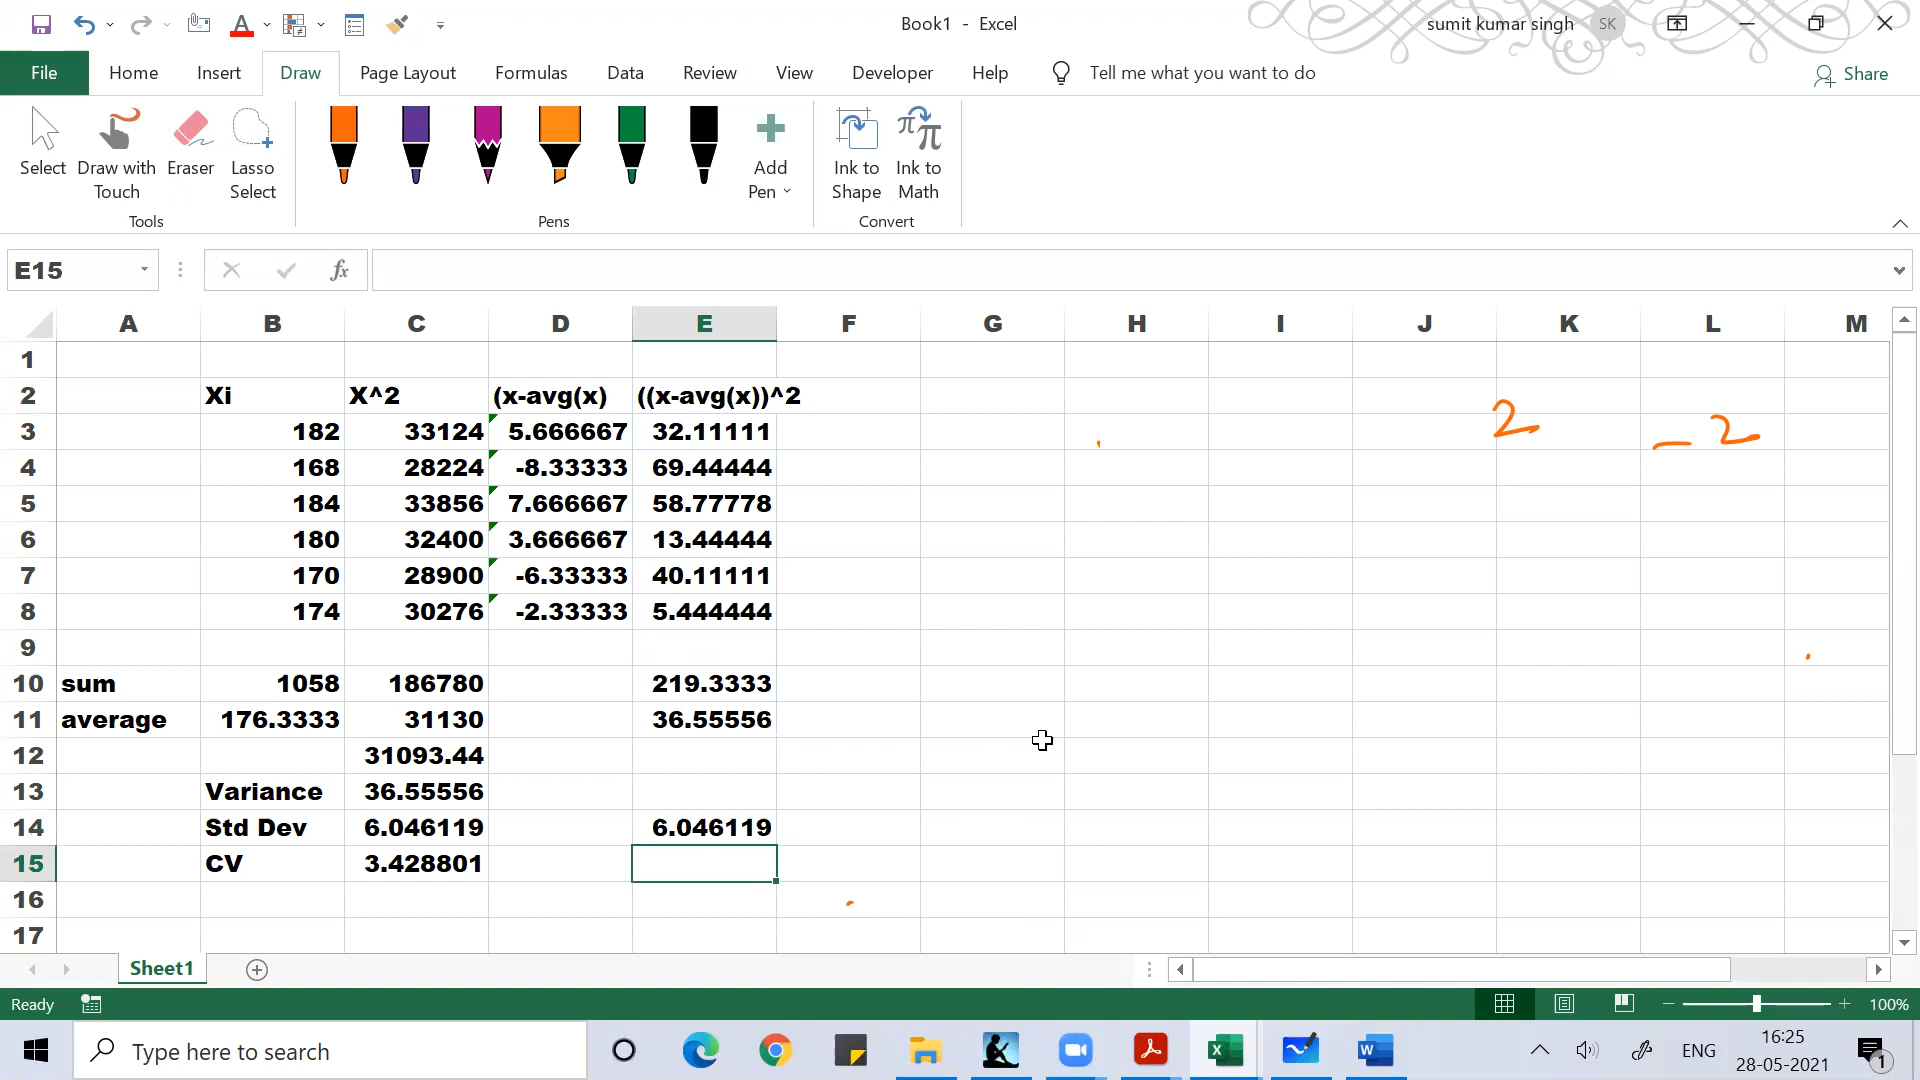 Book1 - Excel
sumit kumar singh SK
File Home Insert Draw Page Layout Formulas Data Review View Developer Help Tell me what you want to do Share
Select Draw with Touch Eraser Lasso Select
Add Pen
Ink to Shape Ink to Math
Tools Pens Convert
E15 fx
A B C D E F G H I J K L M
1
2 Xi X^2 (x-avg(x) ((x-avg(x))^2
3 182 33124 5.666667 32.11111 2 -2
4 168 28224 -8.33333 69.44444
5 184 33856 7.666667 58.77778
6 180 32400 3.666667 13.44444
7 170 28900 -6.33333 40.11111
8 174 30276 -2.33333 5.444444
9
10 sum 1058 186780 219.3333
11 average 176.3333 31130 36.55556
12 31093.44
13 Variance 36.55556
14 Std Dev 6.046119 6.046119
15 CV 3.428801
16
17
Sheet1
Ready 100%
Type here to search ENG 16:25
28-05-2021 1